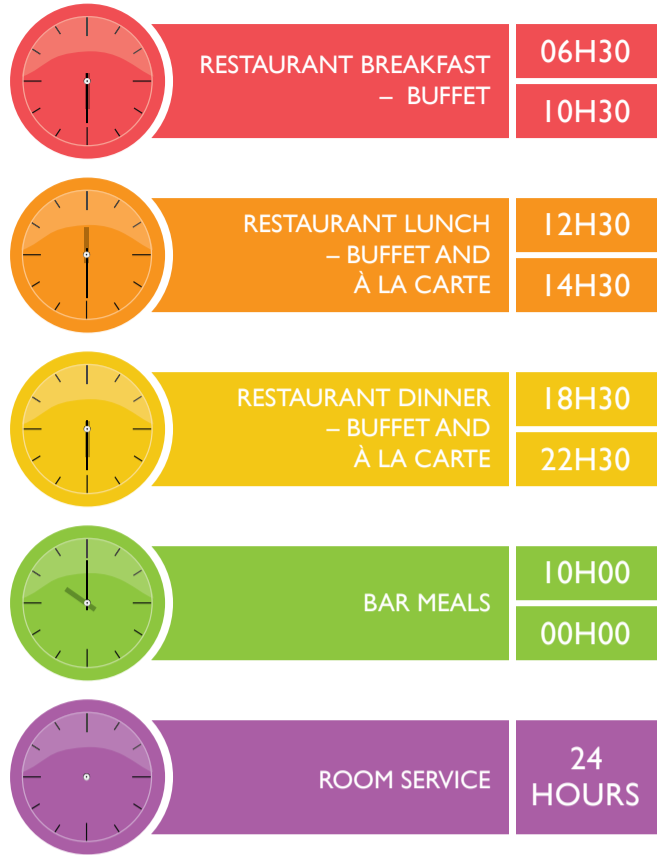 RESTAURANT BREAKFAST
– BUFFET
06H30
10H30
RESTAURANT LUNCH
– BUFFET AND
À LA CARTE
12H30
14H30
RESTAURANT DINNER
– BUFFET AND
À LA CARTE
18H30
22H30
BAR MEALS
10H00
00H00
ROOM SERVICE
24
HOURS